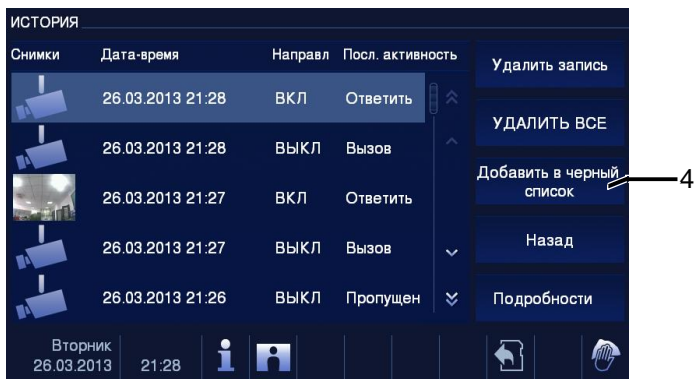 ИСТОРИЯ
Снимки Дата-время Направл Посл. активность
26.03.2013 21:28 ВКЛ Ответить
26.03.2013 21:28 ВЫКЛ Вызов
26.03.2013 21:27 ВКЛ Ответить
26.03.2013 21:27 ВЫКЛ Вызов
26.03.2013 21:26 ВЫКЛ Пропущен
Удалить запись
УДАЛИТЬ ВСЕ
Добавить в черный
список
4
Назад
Подробности
Вторник
26.03.2013 21:28